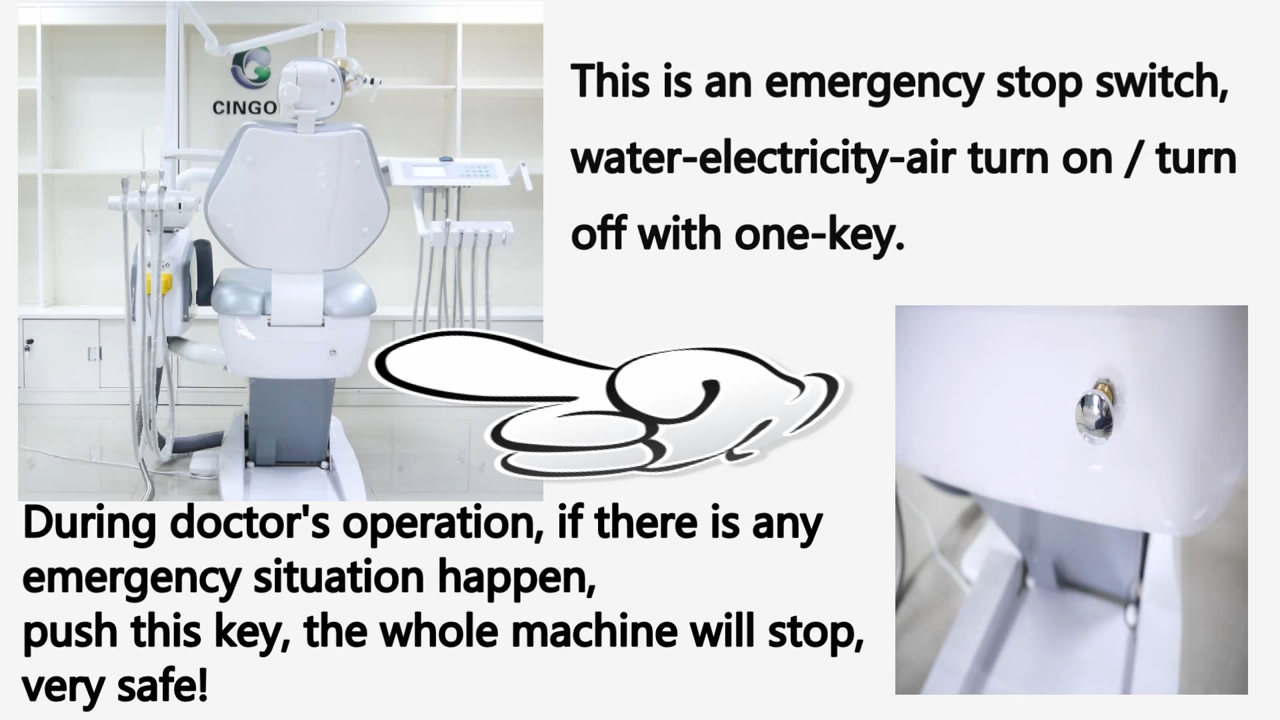 CINGO
This is an emergency stop switch,
water-electricity-air turn on / turn
off with one-key.
During doctor's operation, if there is any
emergency situation happen,
push this key, the whole machine will stop,
very safe!